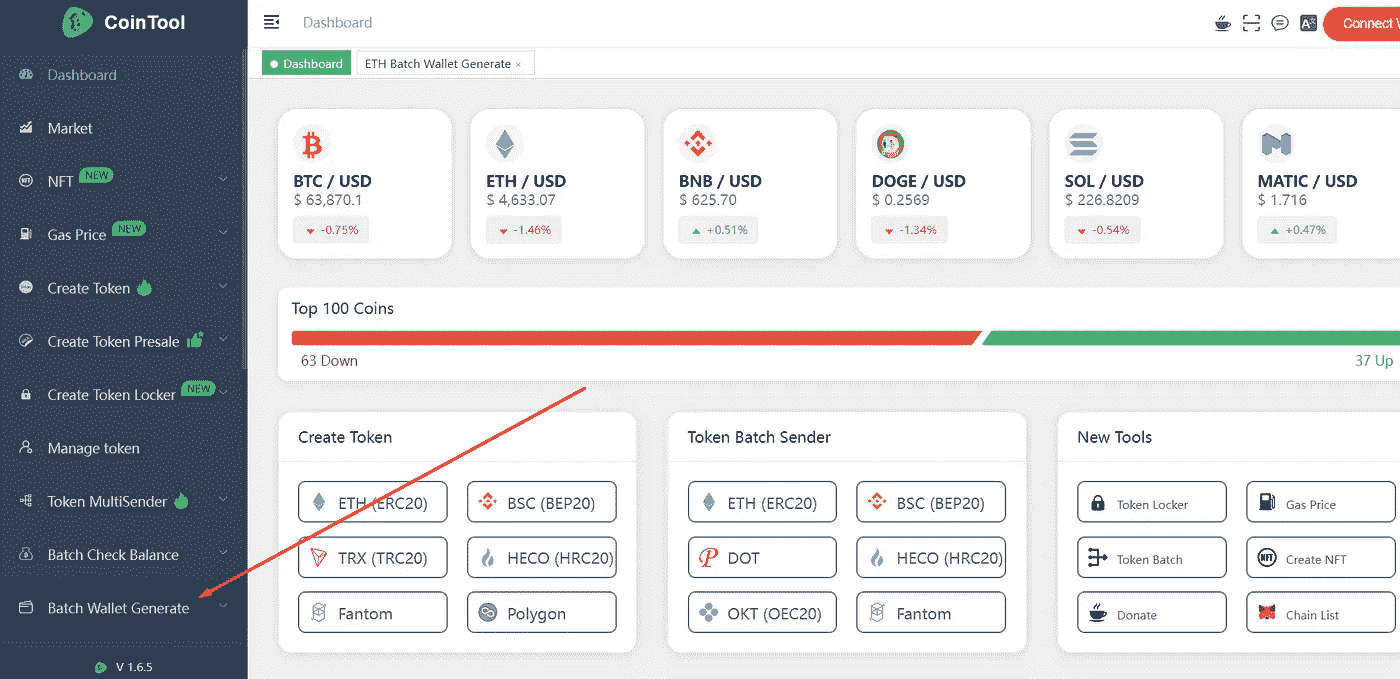 CoinTool
Dashboard
Market
NFT NEW
Gas Price NEW
Create Token
Create Token Presale
Create Token Locker NEW
Manage token
Token MultiSender
Batch Check Balance
Batch Wallet Generate
V 1.6.5
Dashboard
Connect W
Dashboard
ETH Batch Wallet Generate ×
BTC / USD
$ 63,870.1
-0.75%
ETH / USD
$ 4,633.07
-1.46%
BNB / USD
$ 625.70
+0.51%
DOGE / USD
$ 0.2569
-1.34%
SOL / USD
$ 226.8209
-0.54%
MATIC / USD
$ 1.716
+0.47%
Top 100 Coins
63 Down
37 Up
Create Token
ETH (ERC20)
BSC (BEP20)
TRX (TRC20)
HECO (HRC20)
Fantom
Polygon
Token Batch Sender
ETH (ERC20)
BSC (BEP20)
DOT
HECO (HRC20)
OKT (OEC20)
Fantom
New Tools
Token Locker
Gas Price
Token Batch
NFT
Create NFT
Donate
Chain List